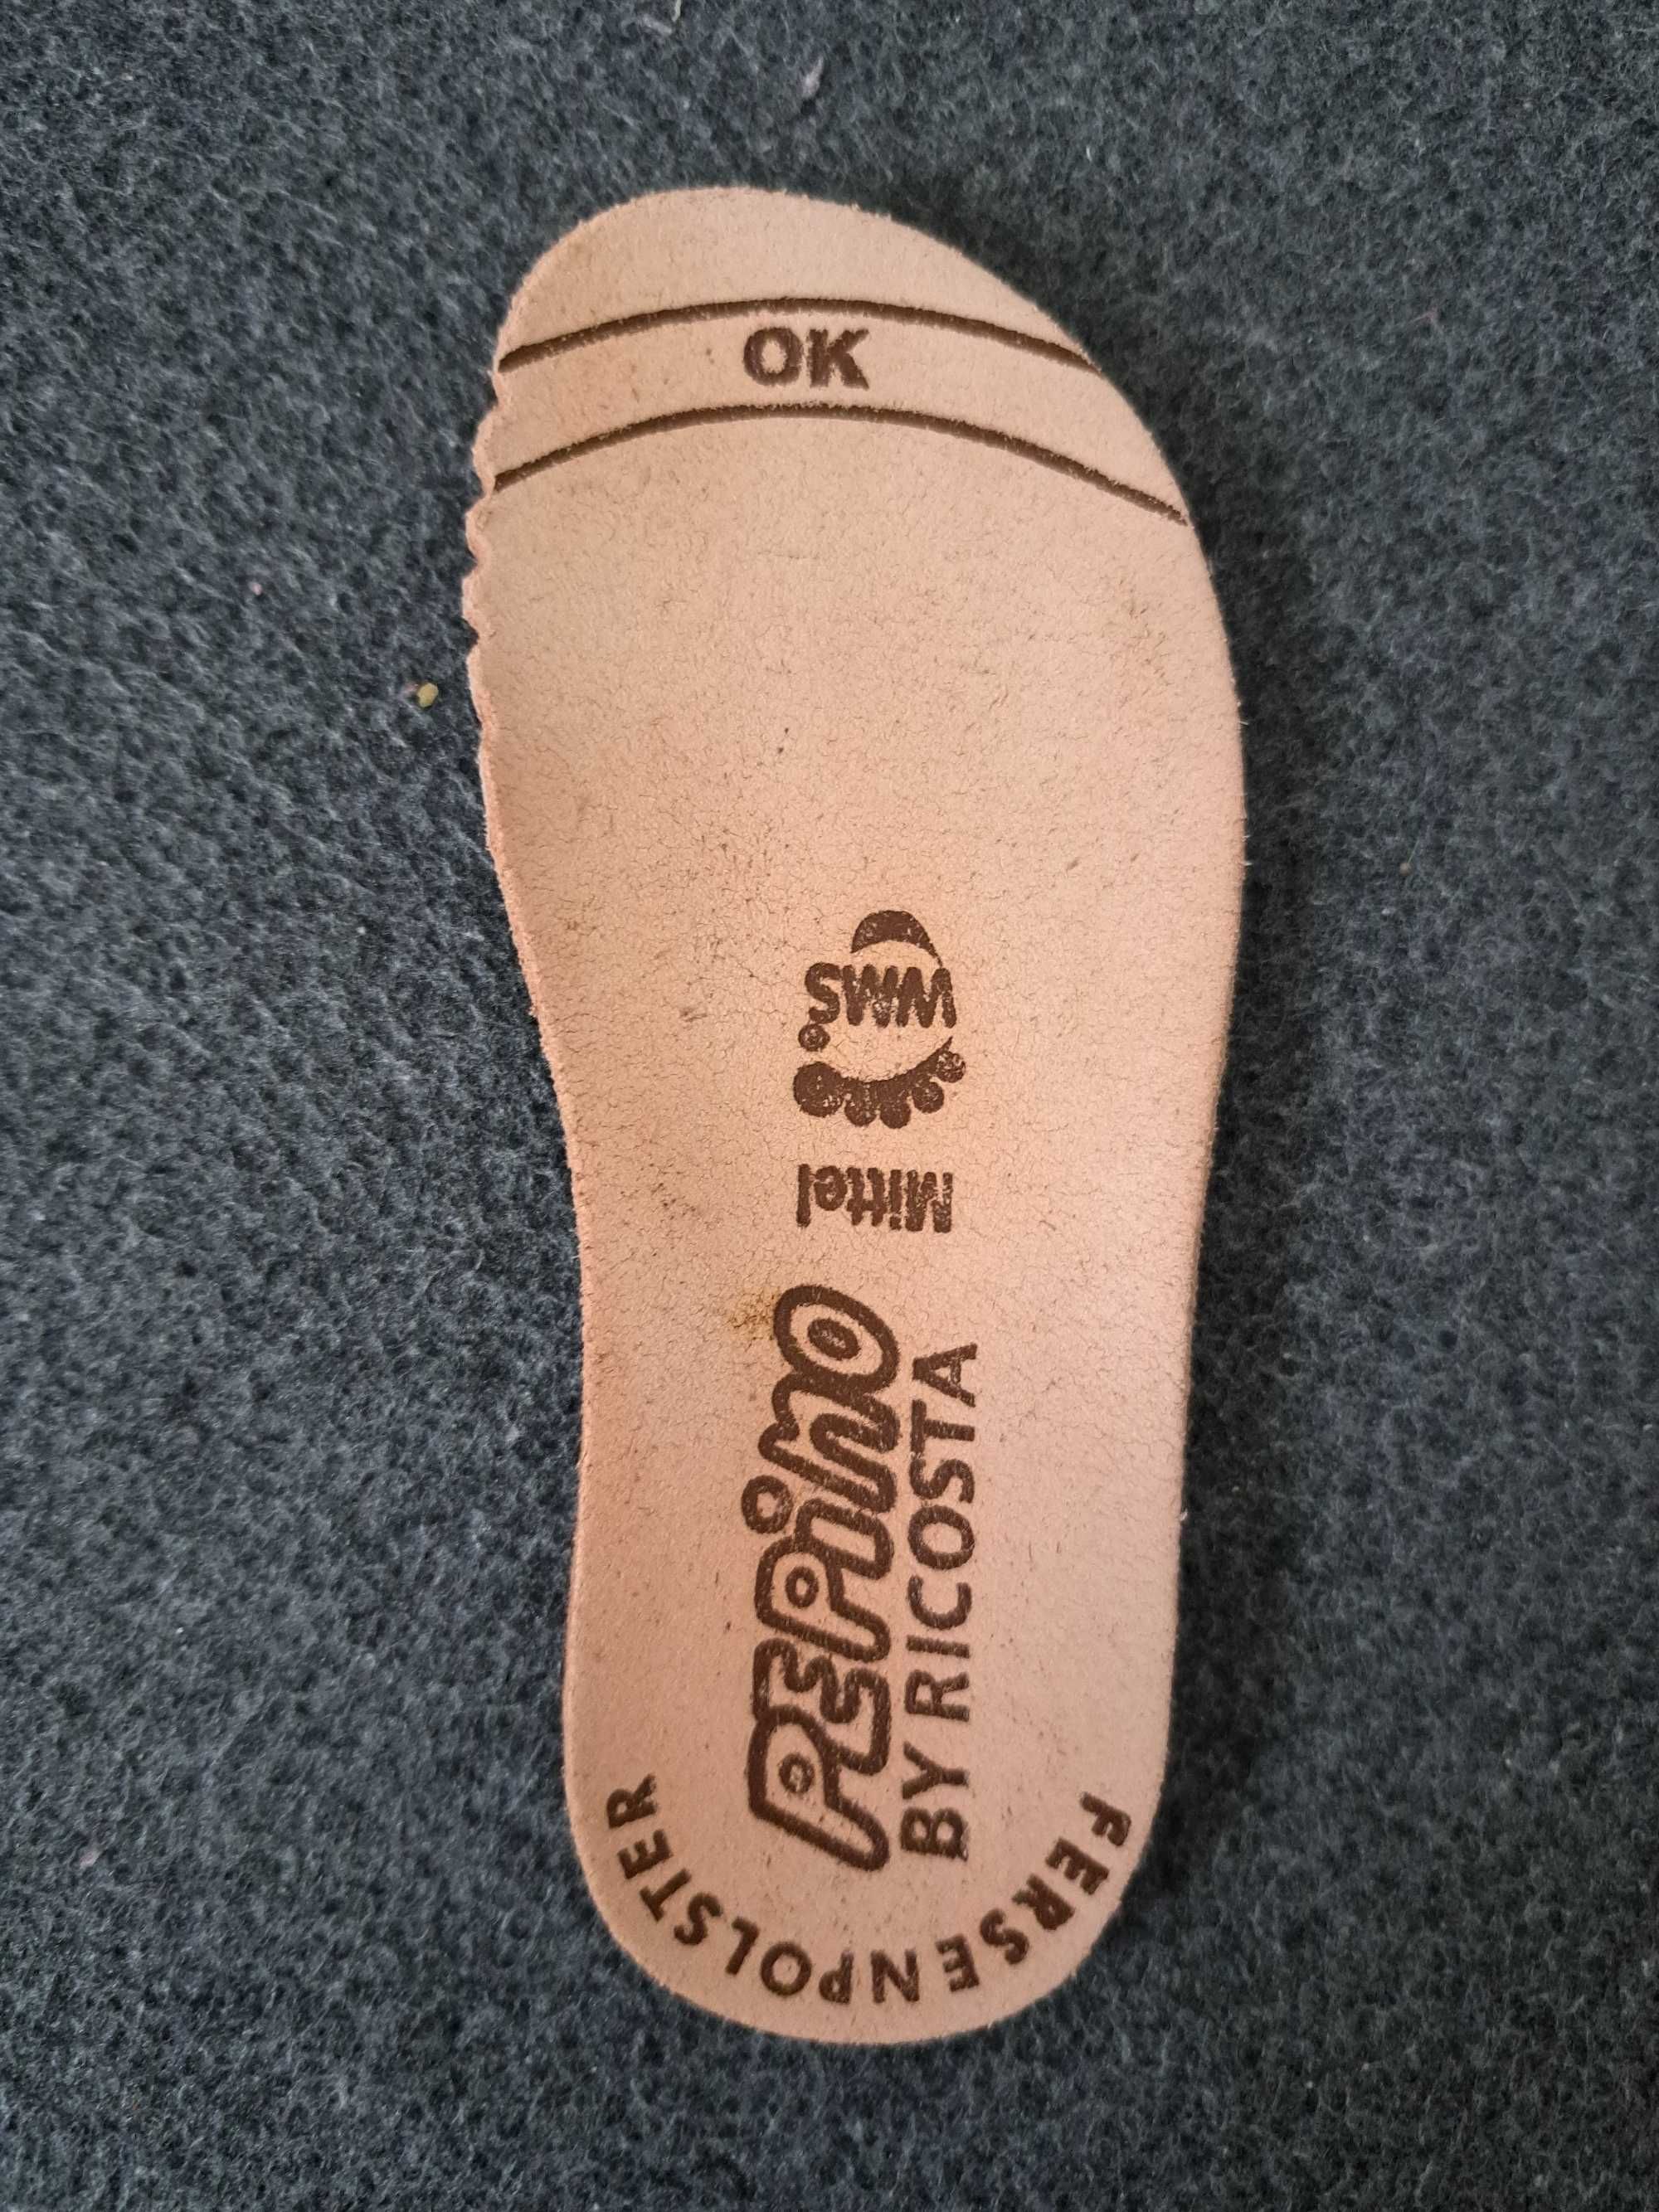 OK
WMS
Mittel
PEPINO
BY RICOSTA
FERSENPOLSTER